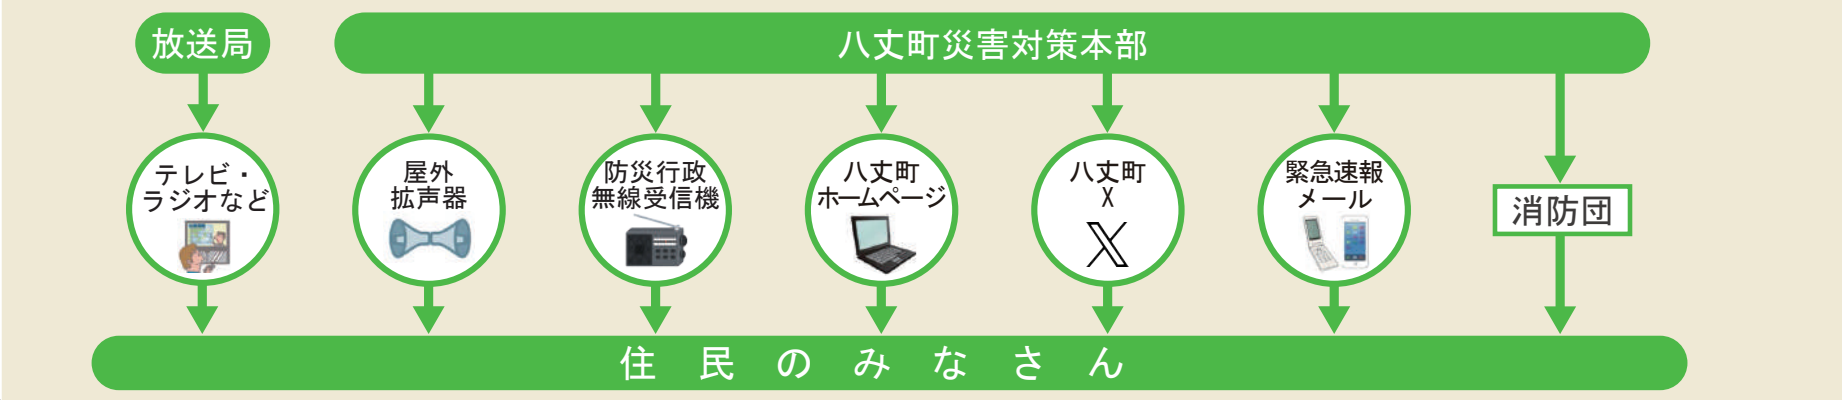 放送局
八丈町災害対策本部
テレビ・
ラジオなど
屋外
拡声器
防災行政
無線受信機
八丈町
ホームページ
八丈町
X
緊急速報
メール
消防団
住民のみなさん